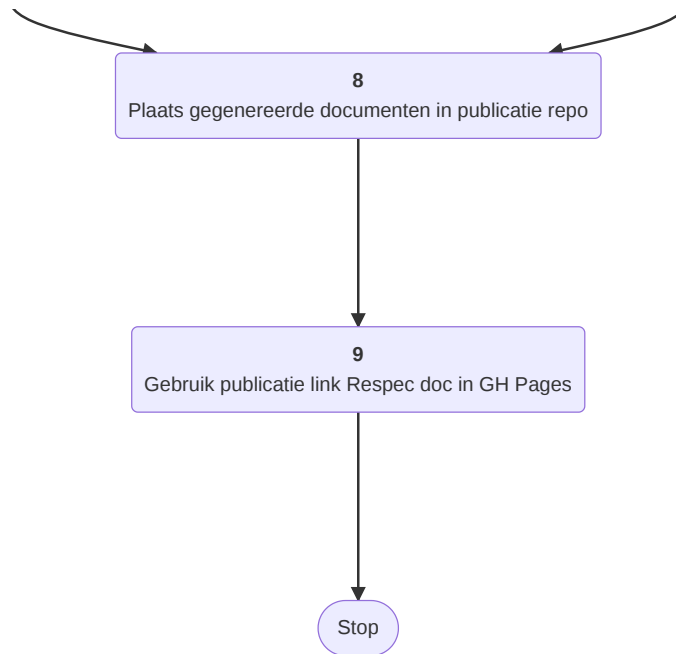 8
Plaats gegenereerde documenten in publicatie repo
9
Gebruik publicatie link Respec doc in GH Pages
Stop